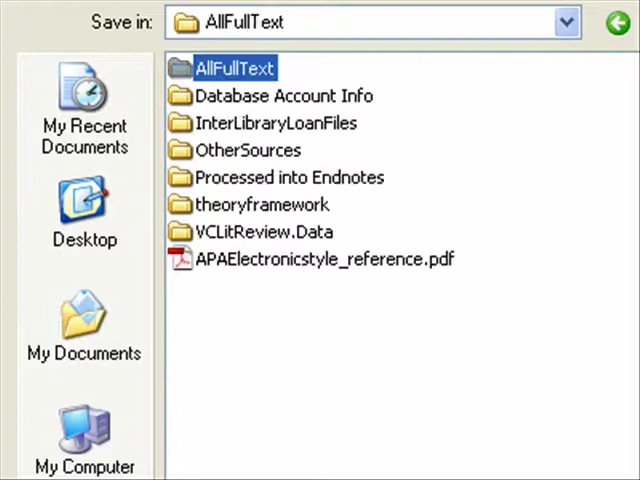 Save in: AllFullText
AllFullText
Database Account Info
InterLibraryLoanFiles
OtherSources
Processed into Endnotes
theoryframework
VCLitReview.Data
APAElectronicstyle_reference.pdf
My Recent
Documents
Desktop
My Documents
My Computer